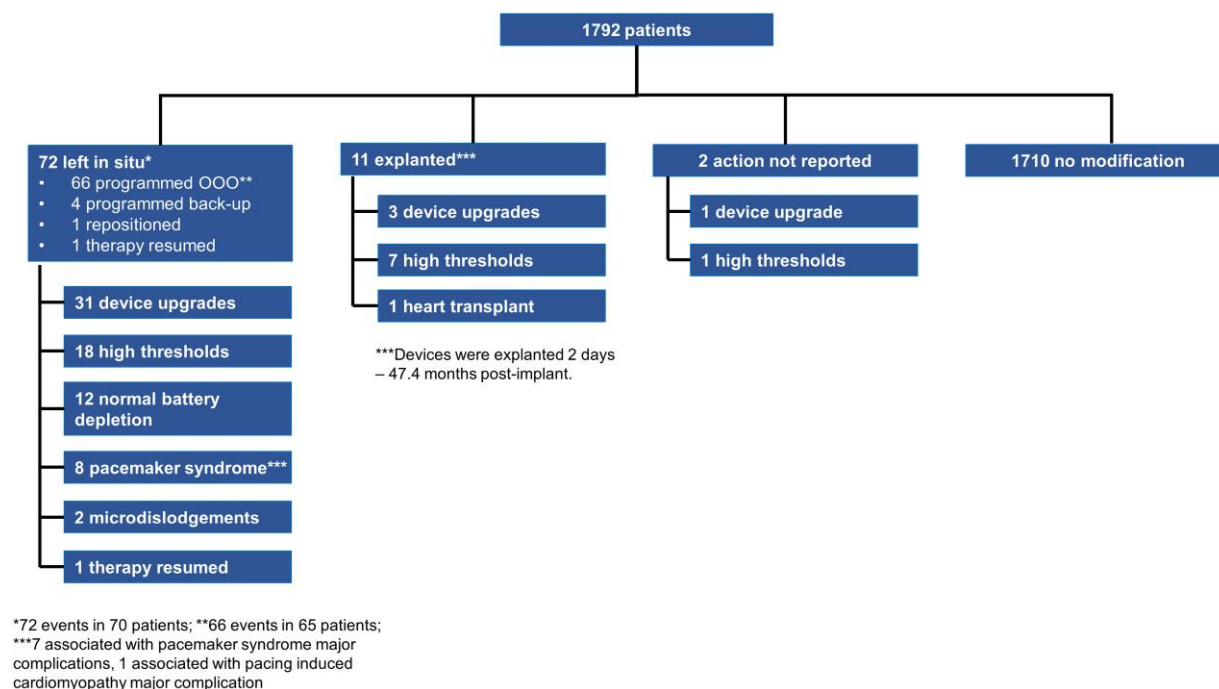 1792 patients
72 left in situ*
• 66 programmed OOO**
• 4 programmed back-up
• 1 repositioned
• 1 therapy resumed
31 device upgrades
18 high thresholds
12 normal battery
depletion
8 pacemaker syndrome***
2 microdislodgements
1 therapy resumed
*72 events in 70 patients; **66 events in 65 patients;
***7 associated with pacemaker syndrome major
complications, 1 associated with pacing induced
cardiomyopathy major complication
11 explanted***
3 device upgrades
7 high thresholds
1 heart transplant
***Devices were explanted 2 days
– 47.4 months post-implant.
2 action not reported
1 device upgrade
1 high thresholds
1710 no modification